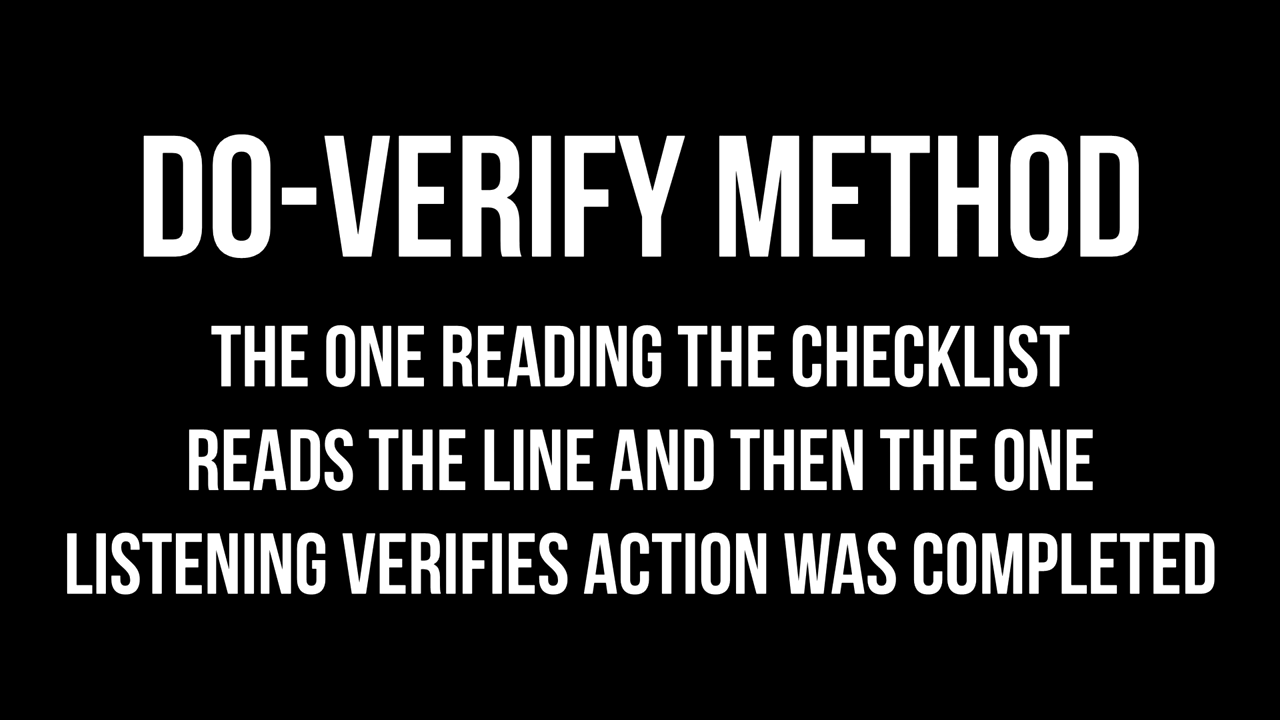 DO-VERIFY METHOD
THE ONE READING THE CHECKLIST
READS THE LINE AND THEN THE ONE
LISTENING VERIFIES ACTION WAS COMPLETED